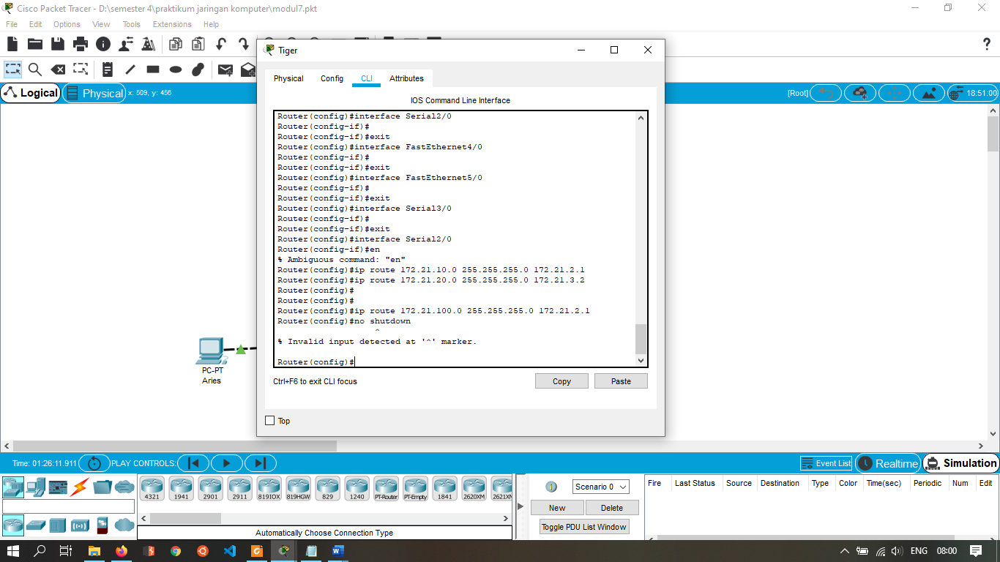 Cisco Packet Tracer - D:\semester 4\praktikum jaringan komputer\modul7.pkt
File Edit Options View Tools Extensions Help
Logical
Physical
x: 509, y: 456
[Root]
18:51:00
Tiger
Physical Config CLI Attributes
IOS Command Line Interface
Router(config)#interface Serial2/0
Router(config-if)#
Router(config-if)#exit
Router(config)#interface FastEthernet4/0
Router(config-if)#
Router(config-if)#exit
Router(config)#interface FastEthernet5/0
Router(config-if)#
Router(config-if)#exit
Router(config)#interface Serial3/0
Router(config-if)#
Router(config-if)#exit
Router(config)#interface Serial2/0
Router(config-if)#en
% Ambiguous command: "en"
Router(config)#ip route 172.21.10.0 255.255.255.0 172.21.2.1
Router(config)#ip route 172.21.20.0 255.255.255.0 172.21.3.2
Router(config)#
Router(config)#
Router(config)#ip route 172.21.100.0 255.255.255.0 172.21.2.1
Router(config)#no shutdown
^
% Invalid input detected at '^' marker.
Router(config)#
Ctrl+F6 to exit CLI focus
Copy
Paste
Top
PC-PT
Aries
Time: 01:26:11.911
PLAY CONTROLS:
Event List
Realtime
Simulation
4321 1941 2901 2911 819IOX 819HGW 829 1240 PT-Router PT-Empty 1841 2620XM 2621XM
Automatically Choose Connection Type
Scenario 0
New
Delete
Toggle PDU List Window
Fire Last Status Source Destination Type Color Time(sec) Periodic Num Edit
ENG 08:00